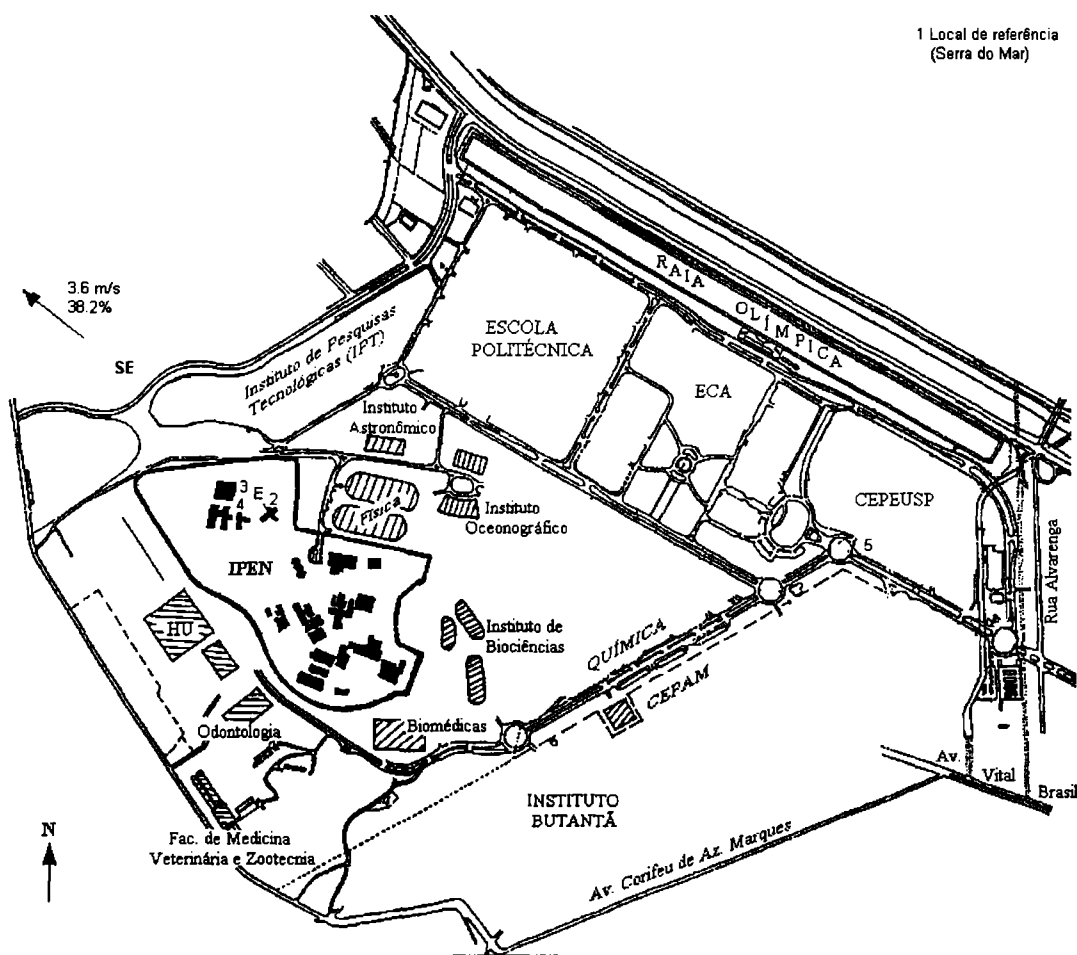 1 Local de referência
(Serra do Mar)
3.6 m/s
38.2%
SE
RAIA
OLÍMPICA
ESCOLA
POLITÉCNICA
Instituto de Pesquisas
Tecnológicas (IPT)
ECA
Instituto
Astronômico
CEPEUSP
3
E
2
4
Física
Instituto
Oceonográfico
5
IPEN
Rua Alvarenga
HU
Instituto de
Biociências
QUÍMICA
CEPAM
Odontologia
Biomédicas
Av.
Vital
Brasil
INSTITUTO
BUTANTÃ
N
Fac. de Medicina
Veterinária e Zootecnia
Av. Corifeu de Az. Marques